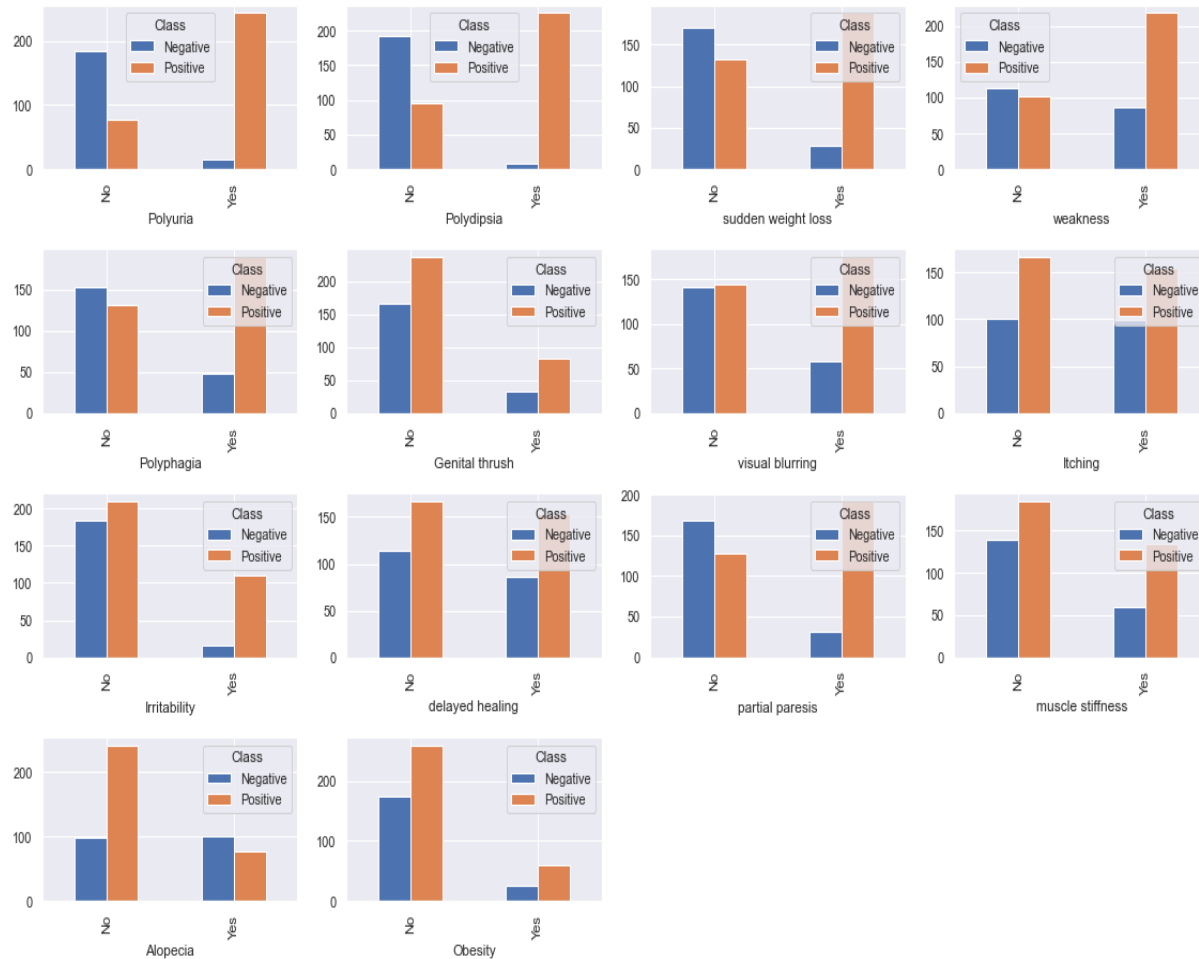 Class
Negative
Positive
200
100
0
No
Yes
Polyuria
Class
Negative
Positive
200
150
100
50
0
No
Yes
Polydipsia
Class
Negative
Positive
150
100
50
0
No
Yes
sudden weight loss
Class
Negative
Positive
200
150
100
50
0
No
Yes
weakness
Class
Negative
Positive
150
100
50
0
No
Yes
Polyphagia
Class
Negative
Positive
200
150
100
50
0
No
Yes
Genital thrush
Class
Negative
Positive
150
100
50
0
No
Yes
visual blurring
Class
Negative
Positive
150
100
50
0
No
Yes
Itching
Class
Negative
Positive
200
150
100
50
0
No
Yes
Irritability
Class
Negative
Positive
150
100
50
0
No
Yes
delayed healing
Class
Negative
Positive
200
150
100
50
0
No
Yes
partial paresis
Class
Negative
Positive
150
100
50
0
No
Yes
muscle stiffness
Class
Negative
Positive
200
100
0
No
Yes
Alopecia
Class
Negative
Positive
200
100
0
No
Yes
Obesity